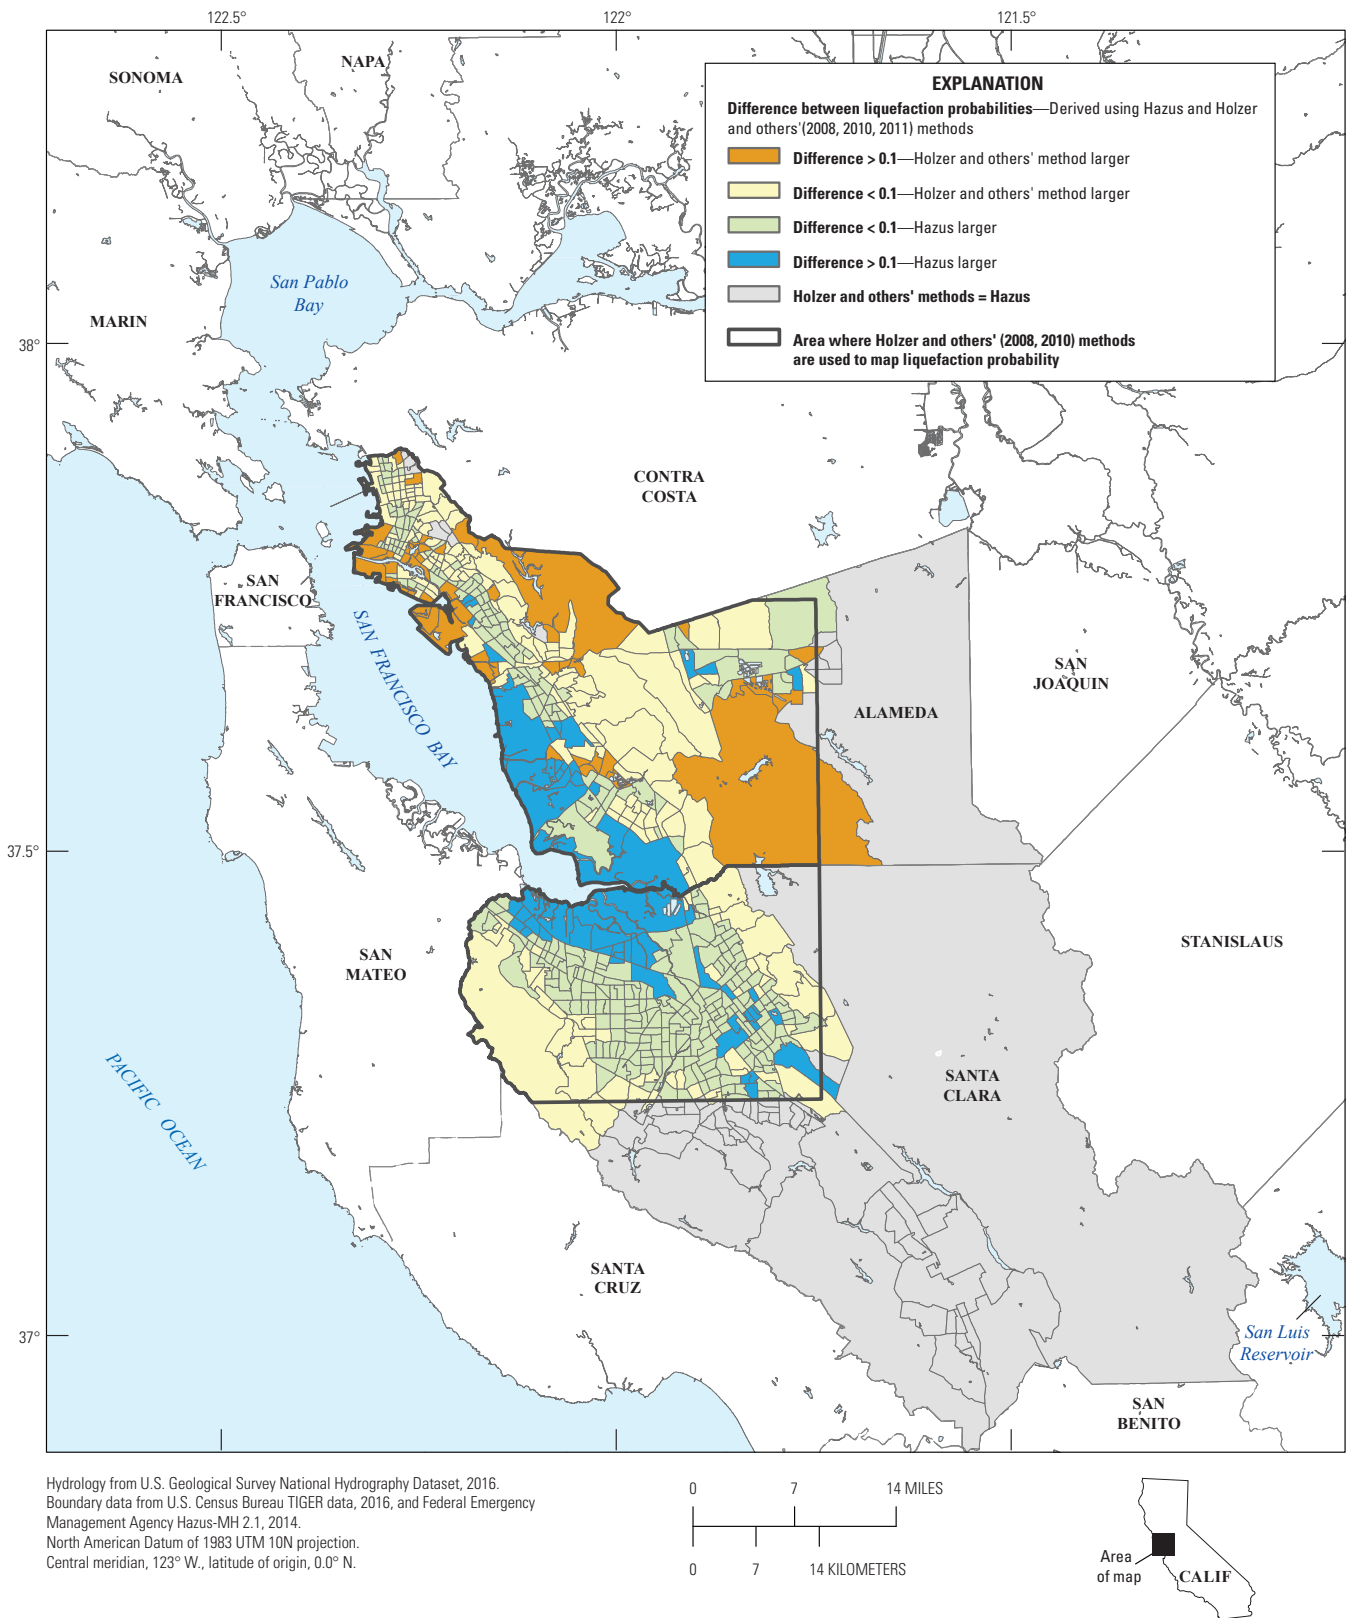 122.5°
122°
121.5°
SONOMA
NAPA
EXPLANATION
Difference between liquefaction probabilities—Derived using Hazus and Holzer
and others'(2008, 2010, 2011) methods
Difference > 0.1—Holzer and others' method larger
Difference < 0.1—Holzer and others' method larger
Difference < 0.1—Hazus larger
Difference > 0.1—Hazus larger
Holzer and others' methods = Hazus
Area where Holzer and others' (2008, 2010) methods
are used to map liquefaction probability
San Pablo
Bay
MARIN
38°
CONTRA
COSTA
SAN
FRANCISCO
SAN FRANCISCO BAY
SAN
JOAQUIN
ALAMEDA
37.5°
STANISLAUS
SAN
MATEO
PACIFIC OCEAN
SANTA
CLARA
SANTA
CRUZ
37°
San Luis
Reservoir
SAN
BENITO
Hydrology from U.S. Geological Survey National Hydrography Dataset, 2016.
Boundary data from U.S. Census Bureau TIGER data, 2016, and Federal Emergency
Management Agency Hazus-MH 2.1, 2014.
North American Datum of 1983 UTM 10N projection.
Central meridian, 123° W., latitude of origin, 0.0° N.
0 7 14 MILES
0 7 14 KILOMETERS
Area
of map
CALIF